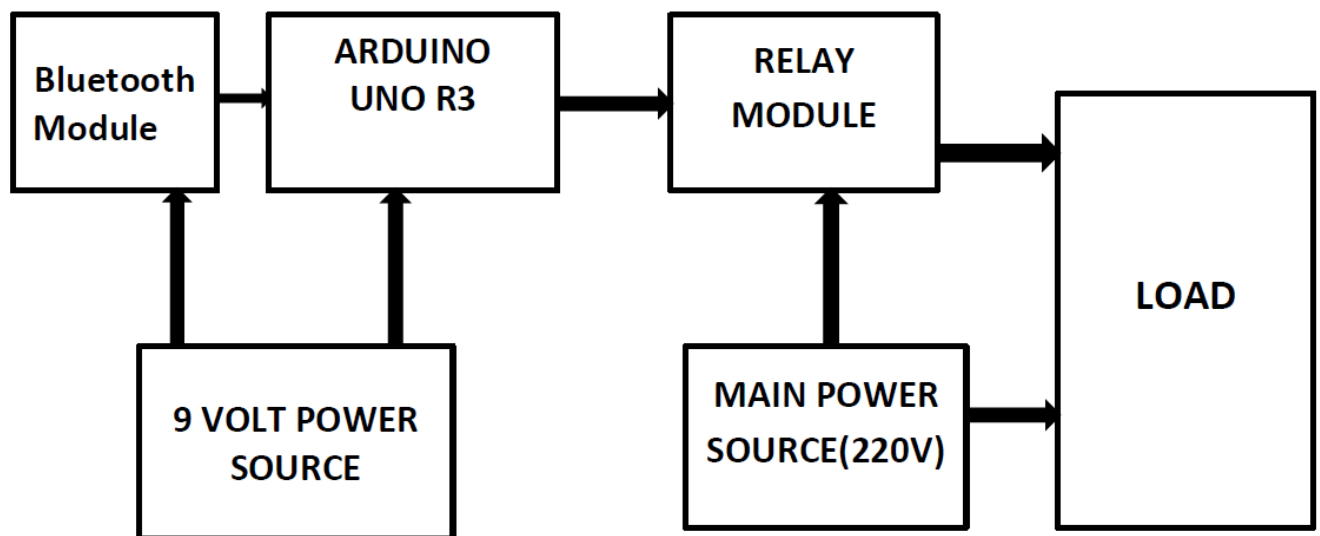 Bluetooth
Module
ARDUINO
UNO R3
RELAY
MODULE
LOAD
9 VOLT POWER
SOURCE
MAIN POWER
SOURCE(220V)